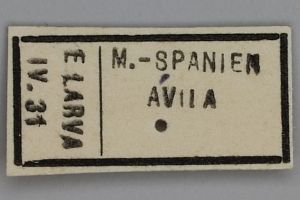 M.-SPANIEN
ÁVILA
E LARVA
IV. 31